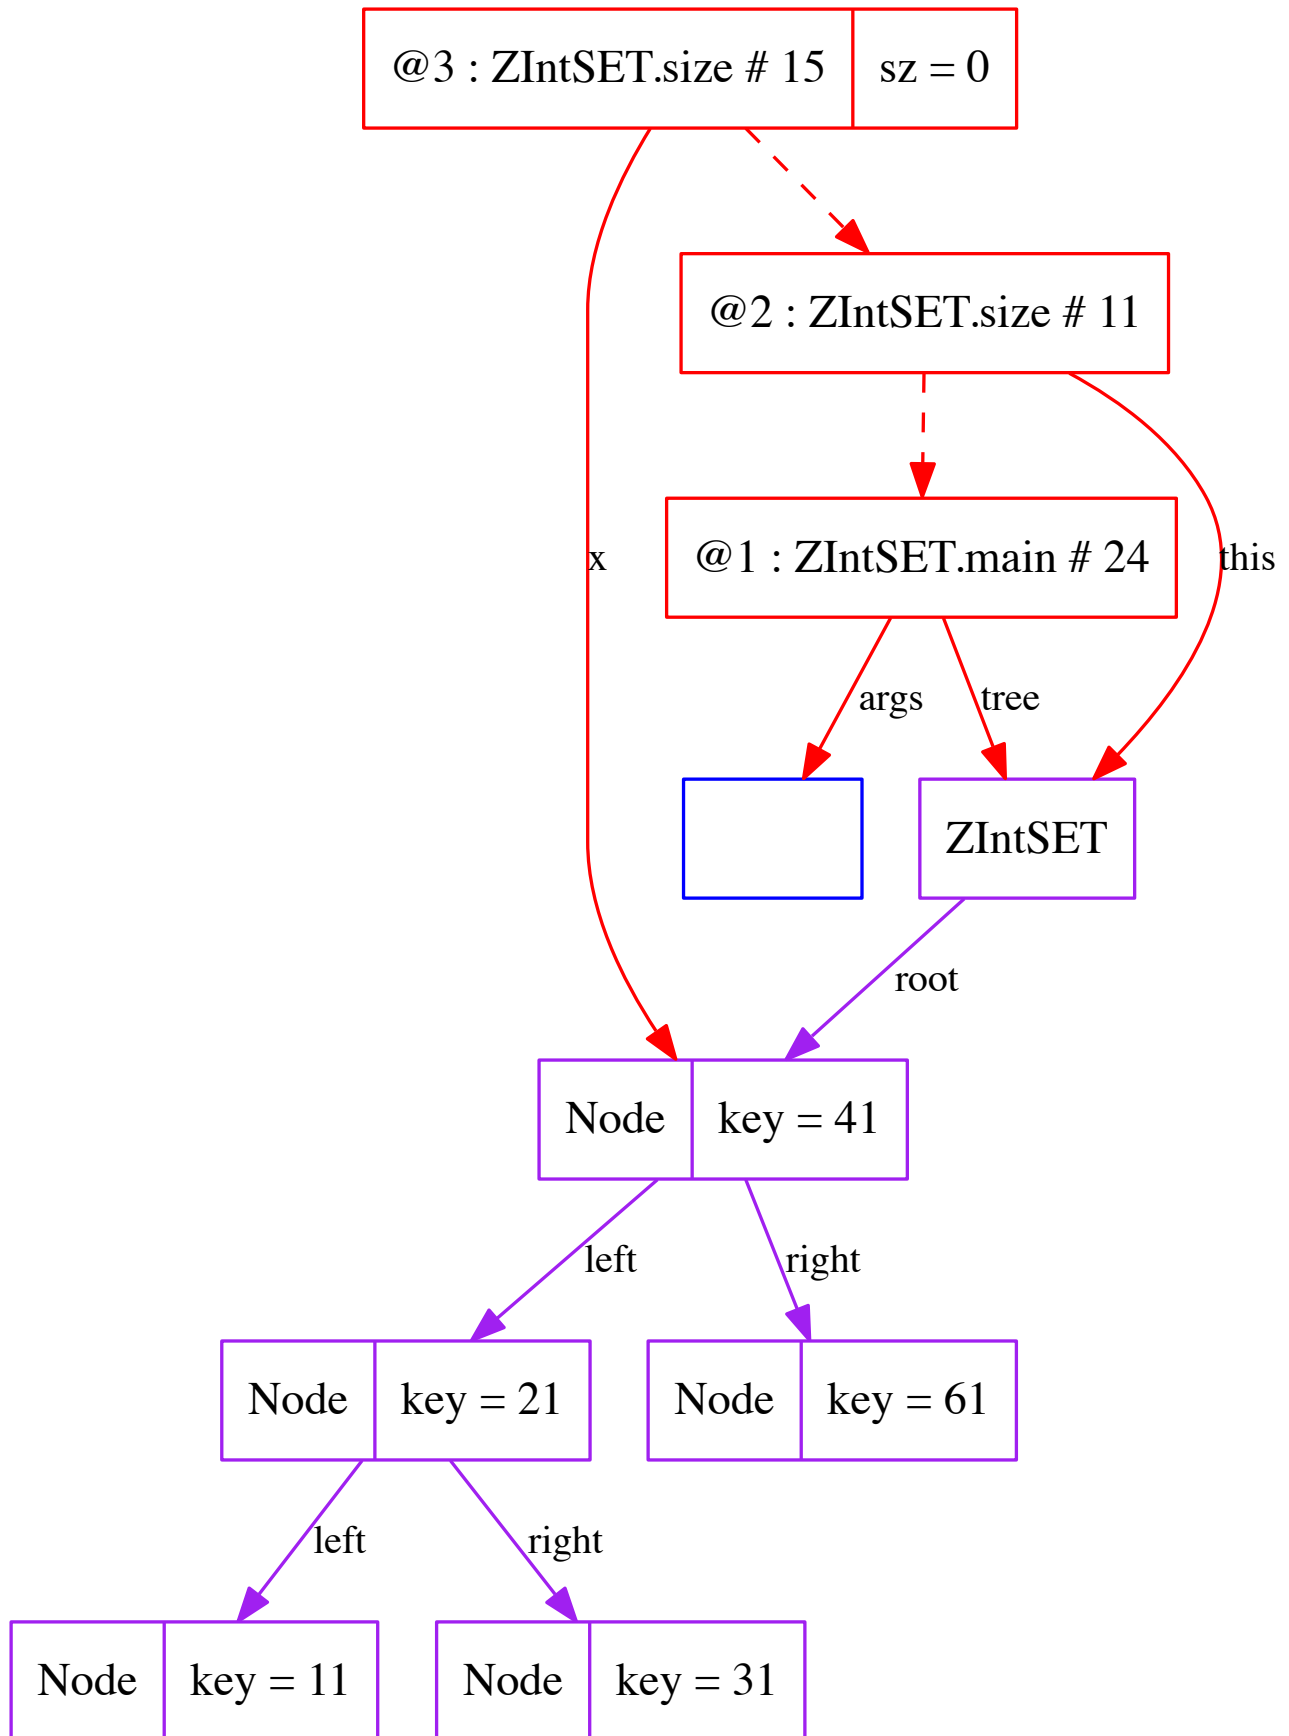 @3 : ZIntSET.size # 15 sz = 0
@2 : ZIntSET.size # 11
x
@1 : ZIntSET.main # 24
this
args
tree
ZIntSET
root
Node key = 41
left
right
Node key = 21
Node key = 61
left
right
Node key = 11
Node key = 31